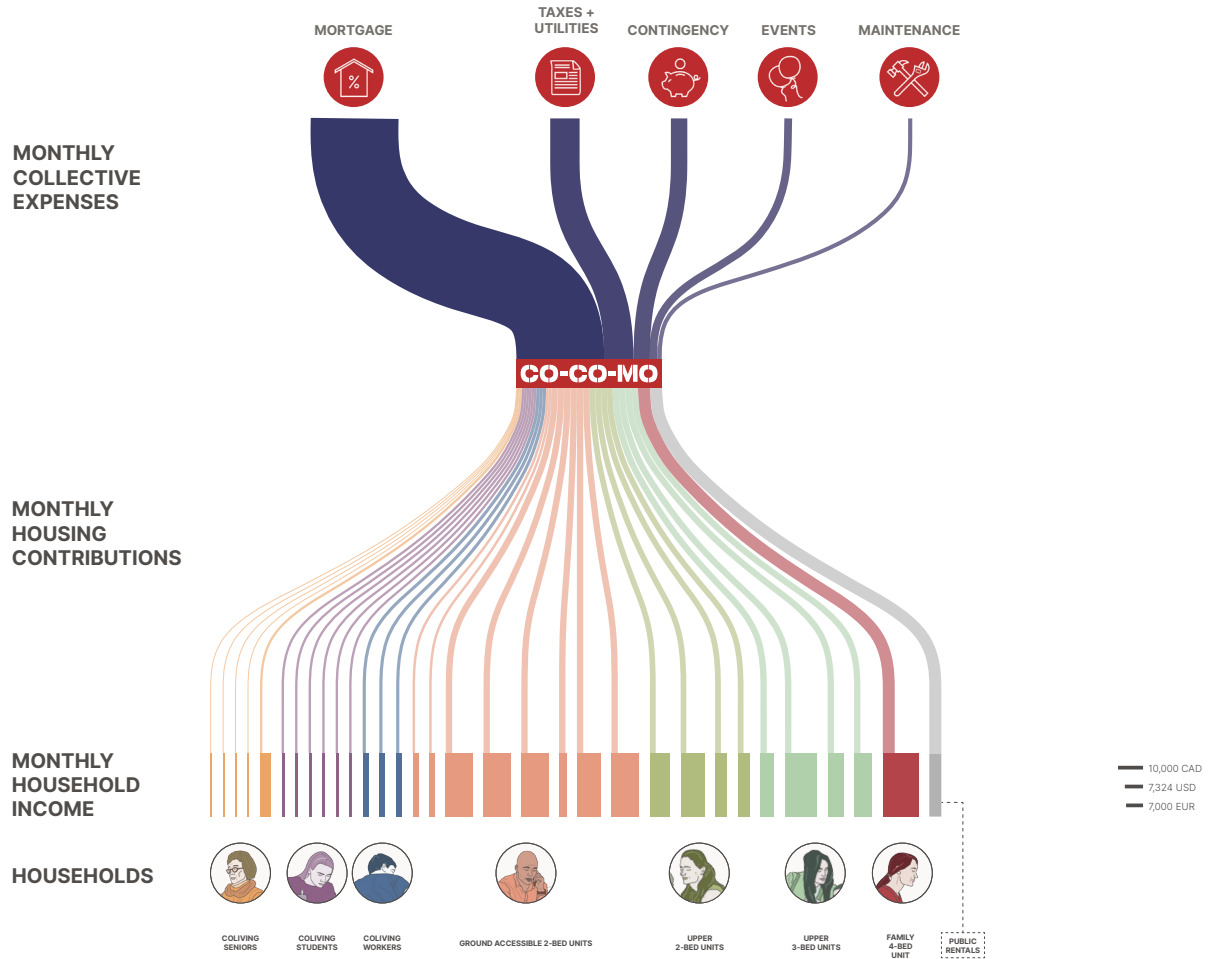 MORTGAGE
TAXES +
UTILITIES
CONTINGENCY
EVENTS
MAINTENANCE
%
MONTHLY
COLLECTIVE
EXPENSES
CO-CO-MO
MONTHLY
HOUSING
CONTRIBUTIONS
MONTHLY
HOUSEHOLD
INCOME
10,000 CAD
7,324 USD
7,000 EUR
HOUSEHOLDS
COLIVING
SENIORS
COLIVING
STUDENTS
COLIVING
WORKERS
GROUND ACCESSIBLE 2-BED UNITS
UPPER
2-BED UNITS
UPPER
3-BED UNITS
FAMILY
4-BED
UNIT
PUBLIC
RENTALS